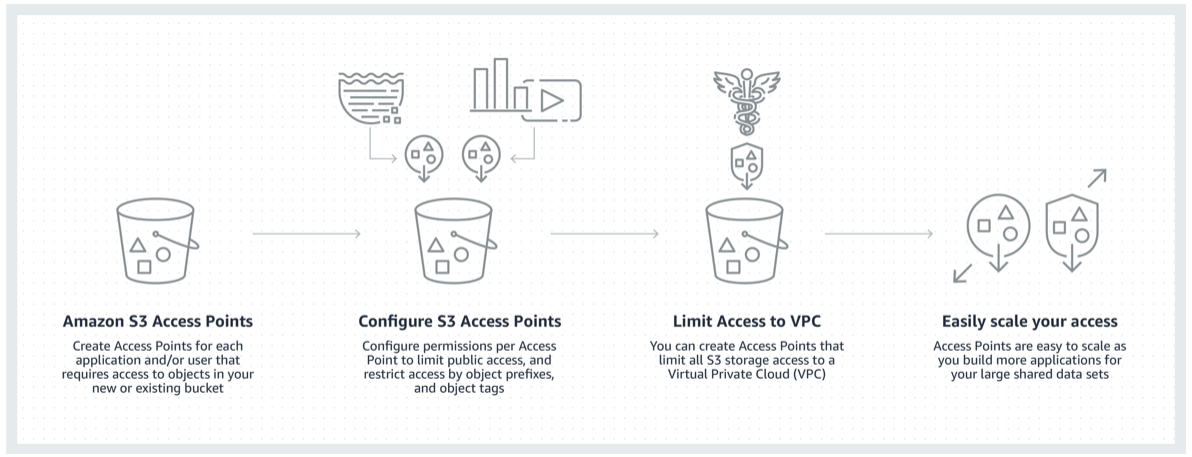 Amazon S3 Access Points
Create Access Points for each
application and/or user that
requires access to objects in your
new or existing bucket
Configure S3 Access Points
Configure permissions per Access
Point to limit public access, and
restrict access by object prefixes,
and object tags
Limit Access to VPC
You can create Access Points that
limit all S3 storage access to a
Virtual Private Cloud (VPC)
Easily scale your access
Access Points are easy to scale as
you build more applications for
your large shared data sets